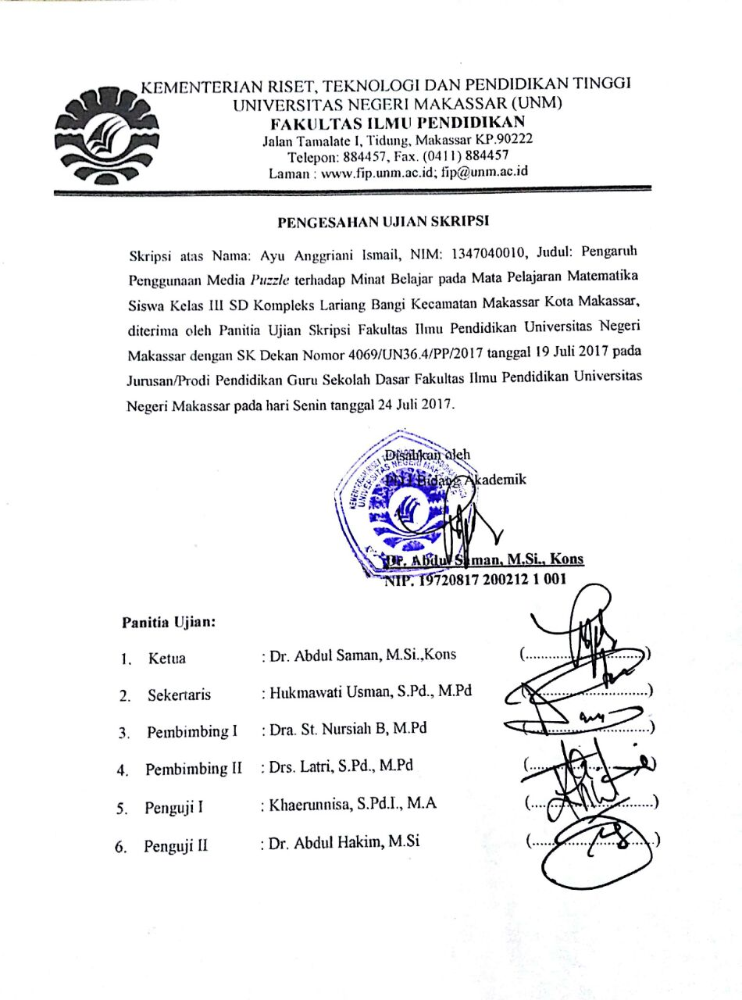 KEMENTERIAN RISET, TEKNOLOGI DAN PENDIDIKAN TINGGI
UNIVERSITAS NEGERI MAKASSAR (UNM)
FAKULTAS ILMU PENDIDIKAN
Jalan Tamalate I, Tidung, Makassar KP.90222
Telepon: 884457, Fax. (0411) 884457
Laman : www.fip.unm.ac.id; fip@unm.ac.id
PENGESAHAN UJIAN SKRIPSI
Skripsi atas Nama: Ayu Anggriani Ismail, NIM: 1347040010, Judul: Pengaruh
Penggunaan Media Puzzle terhadap Minat Belajar pada Mata Pelajaran Matematika
Siswa Kelas III SD Kompleks Lariang Bangi Kecamatan Makassar Kota Makassar,
diterima oleh Panitia Ujian Skripsi Fakultas Ilmu Pendidikan Universitas Negeri
Makassar dengan SK Dekan Nomor 4069/UN36.4/PP/2017 tanggal 19 Juli 2017 pada
Jurusan/Prodi Pendidikan Guru Sekolah Dasar Fakultas Ilmu Pendidikan Universitas
Negeri Makassar pada hari Senin tanggal 24 Juli 2017.
Disahkan oleh
Bidang Akademik
UNIVERSITAS NEGERI MAKASSAR
Dr. Abdul Saman, M.Si., Kons
NIP. 19720817 200212 1 001
Panitia Ujian:
1. Ketua : Dr. Abdul Saman, M.Si.,Kons (..............................)
2. Sekertaris : Hukmawati Usman, S.Pd., M.Pd (..............................)
3. Pembimbing I : Dra. St. Nursiah B, M.Pd (..............................)
4. Pembimbing II : Drs. Latri, S.Pd., M.Pd (..............................)
5. Penguji I : Khaerunnisa, S.Pd.I., M.A (..............................)
6. Penguji II : Dr. Abdul Hakim, M.Si (..............................)